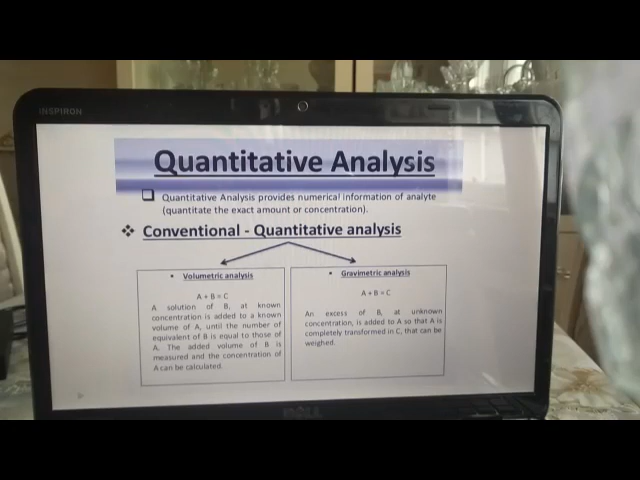 INSPIRON
Quantitative Analysis
❑ Quantitative Analysis provides numerical information of analyte
(quantitate the exact amount or concentration).
❖ Conventional - Quantitative analysis
• Volumetric analysis
A + B = C
A solution of B, at known
concentration is added to a known
volume of A, until the number of
equivalent of B is equal to those of
A. The added volume of B is
measured and the concentration of
A can be calculated.
• Gravimetric analysis
A + B = C
An excess of B, at unknown
concentration, is added to A so that A is
completely transformed in C, that can be
weighed.
DELL